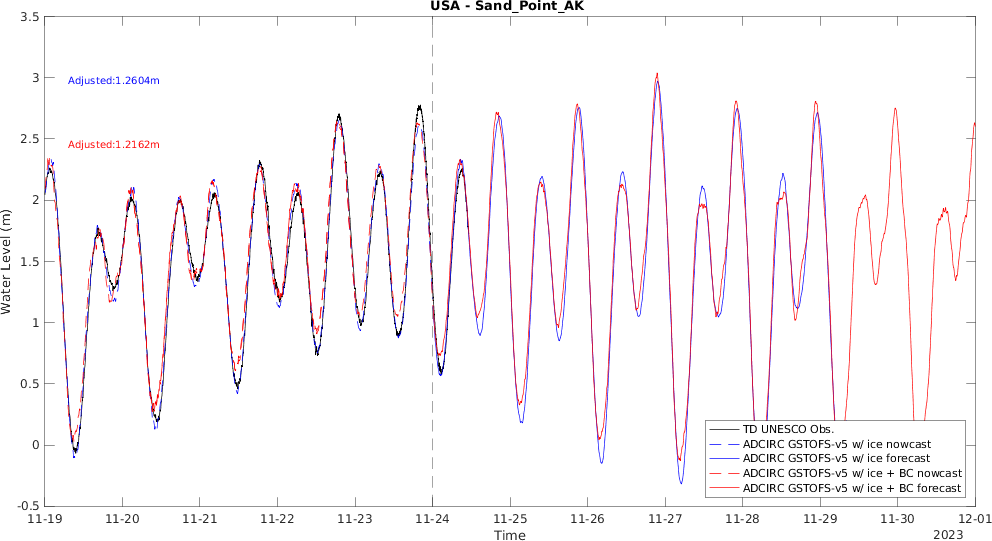 USA - Sand_Point_AK
3.5
3
2.5
2
1.5
1
0.5
0
-0.5
Water Level (m)
Adjusted:1.2604m
Adjusted:1.2162m
TD UNESCO Obs.
ADCIRC GSTOFS-v5 w/ ice nowcast
ADCIRC GSTOFS-v5 w/ ice forecast
ADCIRC GSTOFS-v5 w/ ice + BC nowcast
ADCIRC GSTOFS-v5 w/ ice + BC forecast
11-19 11-20 11-21 11-22 11-23 11-24 11-25 11-26 11-27 11-28 11-29 11-30 12-01
Time
2023